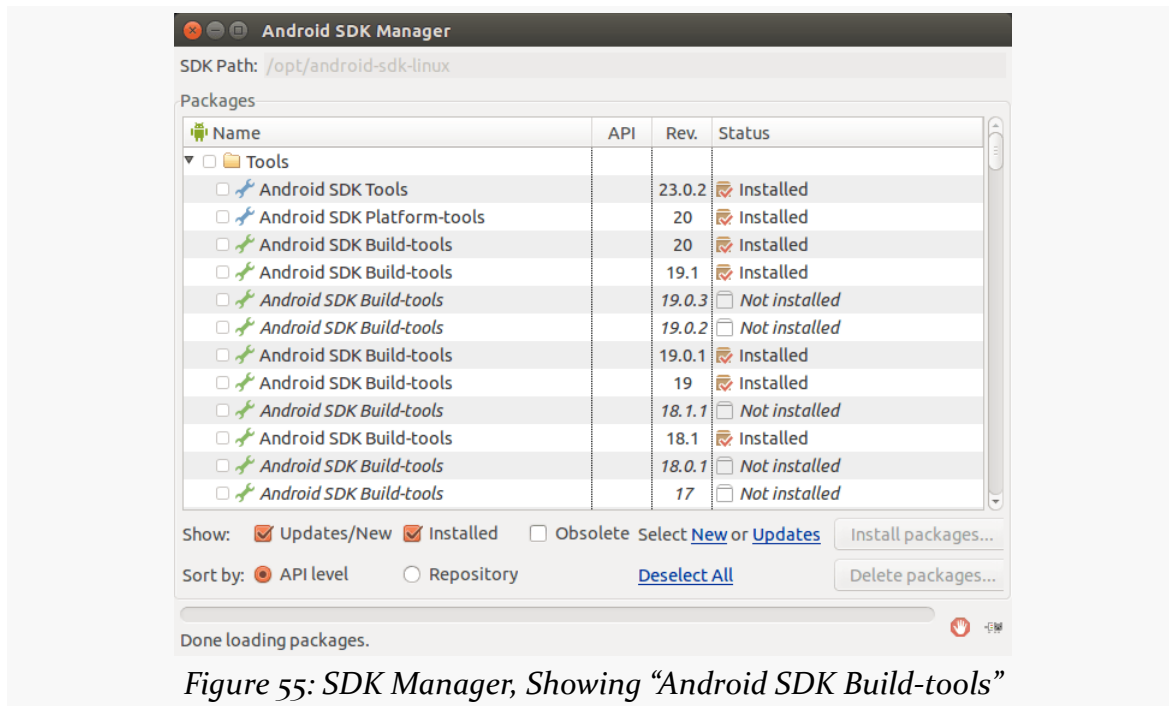 Android SDK Manager
SDK Path: /opt/android-sdk-linux
Packages
Name API Rev. Status
Tools
Android SDK Tools 23.0.2 Installed
Android SDK Platform-tools 20 Installed
Android SDK Build-tools 20 Installed
Android SDK Build-tools 19.1 Installed
Android SDK Build-tools 19.0.3 Not installed
Android SDK Build-tools 19.0.2 Not installed
Android SDK Build-tools 19.0.1 Installed
Android SDK Build-tools 19 Installed
Android SDK Build-tools 18.1.1 Not installed
Android SDK Build-tools 18.1 Installed
Android SDK Build-tools 18.0.1 Not installed
Android SDK Build-tools 17 Not installed
Show: Updates/New Installed Obsolete Select New or Updates Install packages...
Sort by: API level Repository Deselect All Delete packages...
Done loading packages.
Figure 55: SDK Manager, Showing “Android SDK Build-tools”